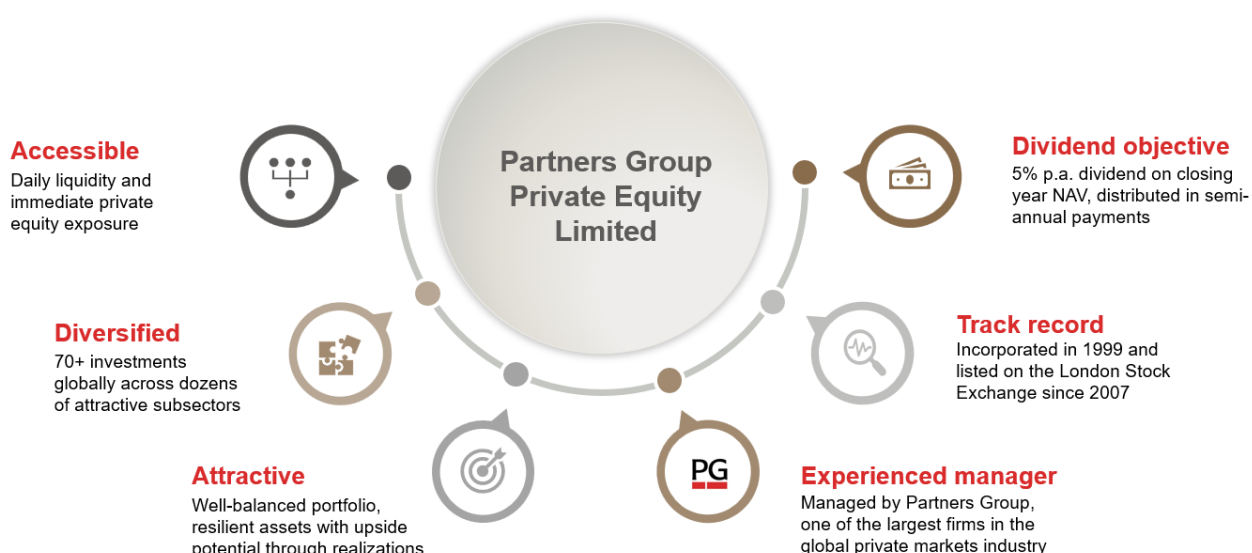 Partners Group
Private Equity
Limited
Accessible
Daily liquidity and
immediate private
equity exposure
Diversified
70+ investments
globally across dozens
of attractive subsectors
Attractive
Well-balanced portfolio,
resilient assets with upside
potential through realizations
PG
Experienced manager
Managed by Partners Group,
one of the largest firms in the
global private markets industry
Track record
Incorporated in 1999 and
listed on the London Stock
Exchange since 2007
Dividend objective
5% p.a. dividend on closing
year NAV, distributed in semi-
annual payments